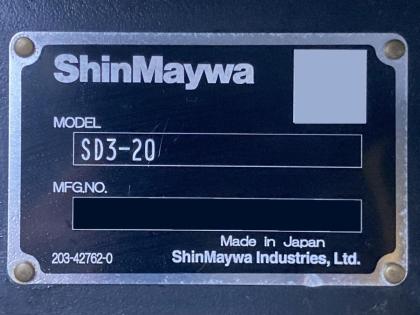 ShinMaywa
MODEL
SD3-20
MFG.NO.
Made in Japan
203-42762-0 ShinMaywa Industries, Ltd.